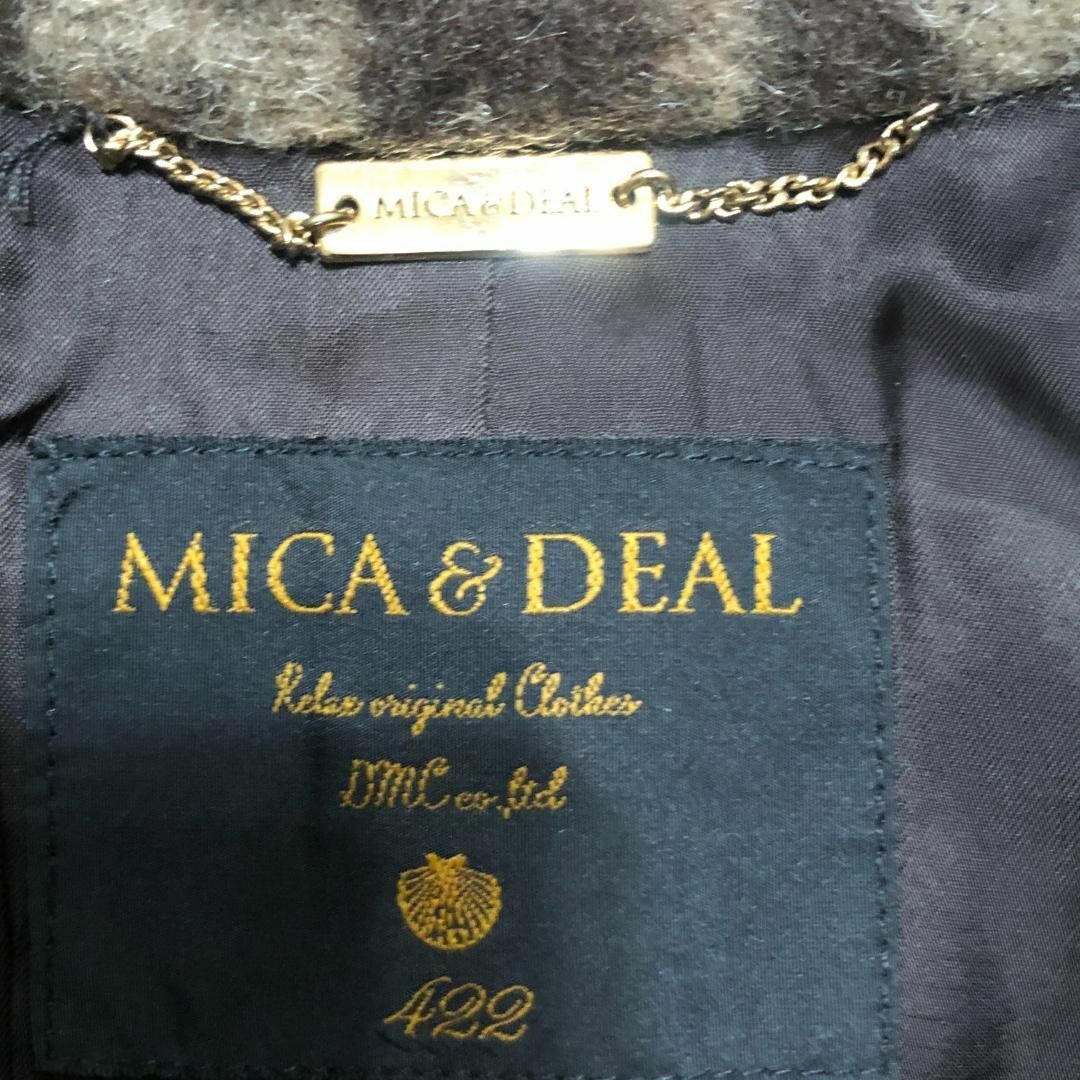 MICA & DEAL
MICA & DEAL
Relax original Clothes
DMC co.,ltd
422